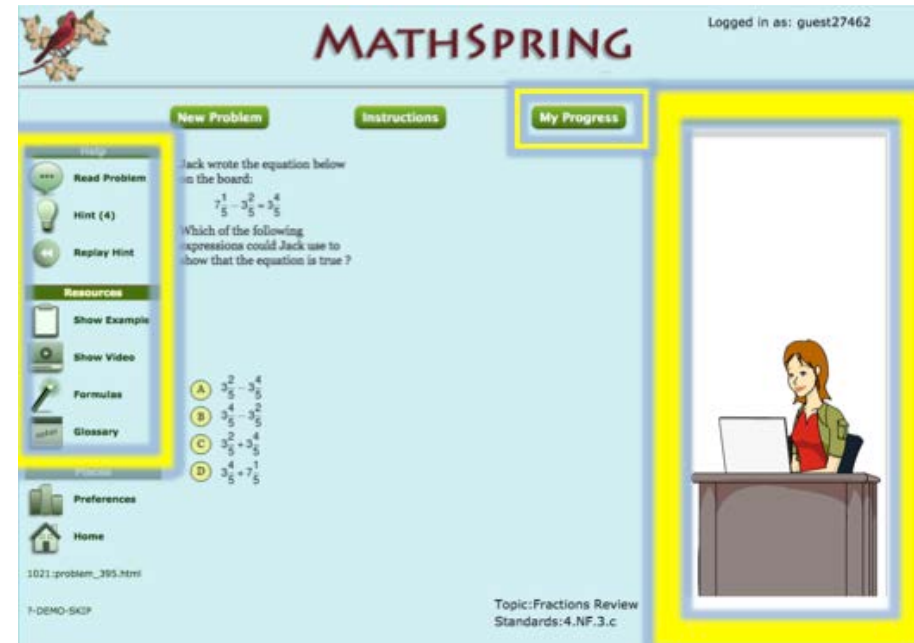 MATHSPRING
Logged in as: guest27462
New Problem
Instructions
My Progress
Help
Read Problem
Hint (4)
Replay Hint
Resources
Show Example
Show Video
Formulas
Glossary
Places
Preferences
Home
1021:problem_395.html
?-DEMO-SKIP
Jack wrote the equation below
on the board:
7 1/5 - 3 2/5 = 3 4/5
Which of the following
expressions could Jack use to
show that the equation is true ?
A 3 2/5 - 3 4/5
B 3 4/5 - 3 2/5
C 3 2/5 + 3 4/5
D 3 4/5 + 7 1/5
Topic:Fractions Review
Standards:4.NF.3.c